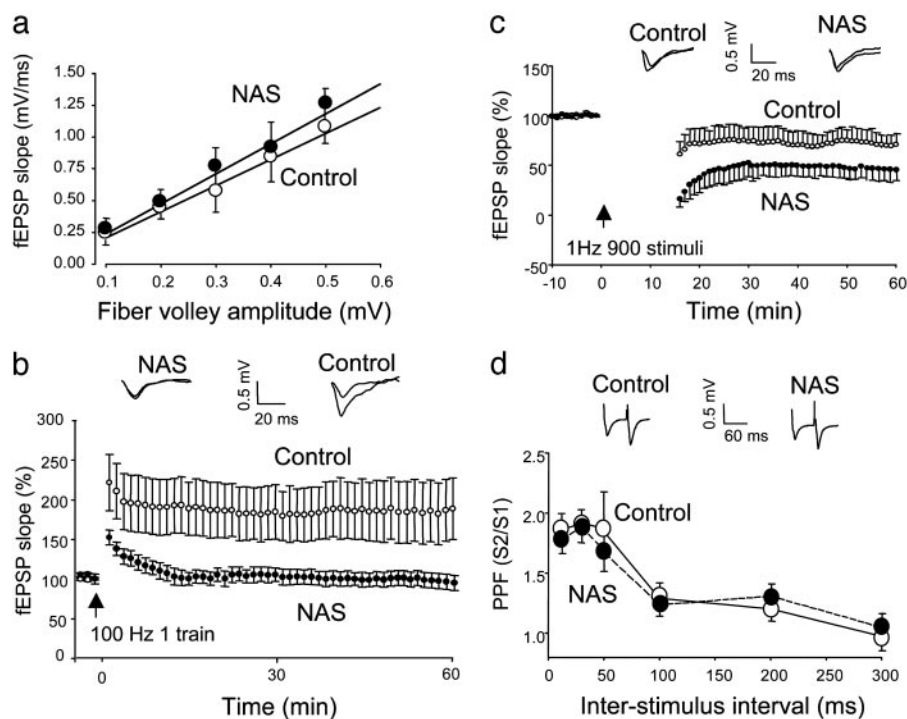 a
NAS
Control
fEPSP slope (mV/ms)
1.50
1.25
1.00
0.75
0.50
0.25
0.00
0.1 0.2 0.3 0.4 0.5 0.6
Fiber volley amplitude (mV)
b
NAS
0.5 mV
20 ms
Control
fEPSP slope (%)
300
250
200
150
100
50
0
Control
NAS
100 Hz 1 train
0 30 60
Time (min)
c
Control
0.5 mV
20 ms
NAS
fEPSP slope (%)
150
100
50
0
-50
Control
NAS
1Hz 900 stimuli
-10 0 10 20 30 40 50 60
Time (min)
d
Control
0.5 mV
60 ms
NAS
PPF (S2/S1)
2.5
2.0
1.5
1.0
Control
NAS
0 50 100 150 200 250 300
Inter-stimulus interval (ms)